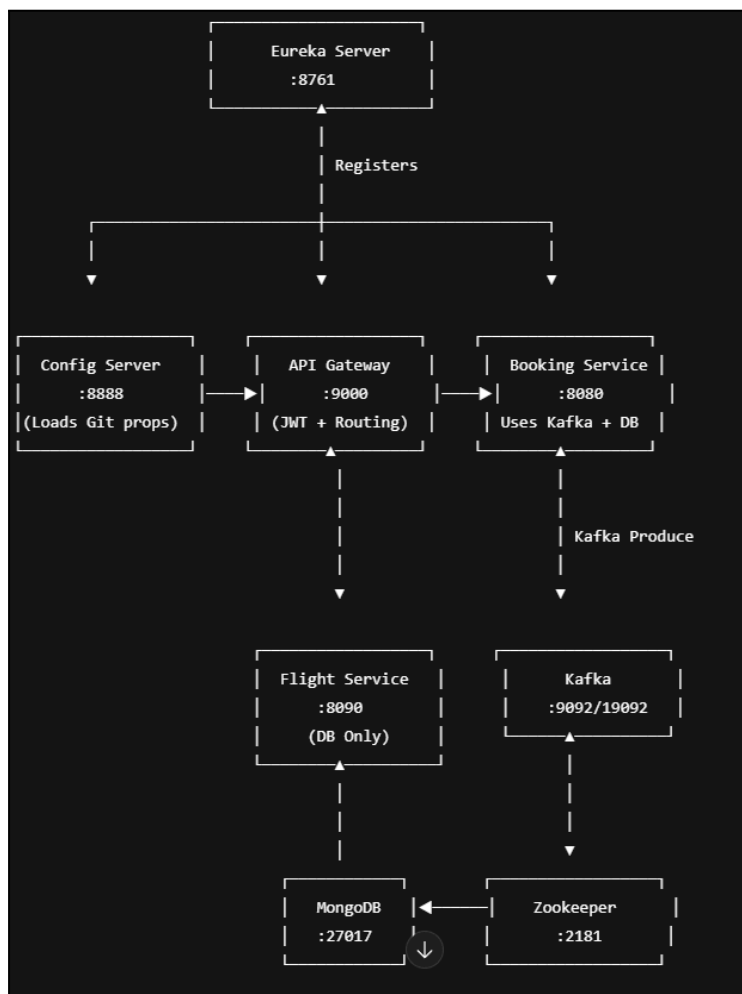 Eureka Server
:8761
Registers
Config Server
:8888
(Loads Git props)
API Gateway
:9000
(JWT + Routing)
Booking Service
:8080
Uses Kafka + DB
Kafka Produce
Flight Service
:8090
(DB Only)
Kafka
:9092/19092
MongoDB
:27017
Zookeeper
:2181